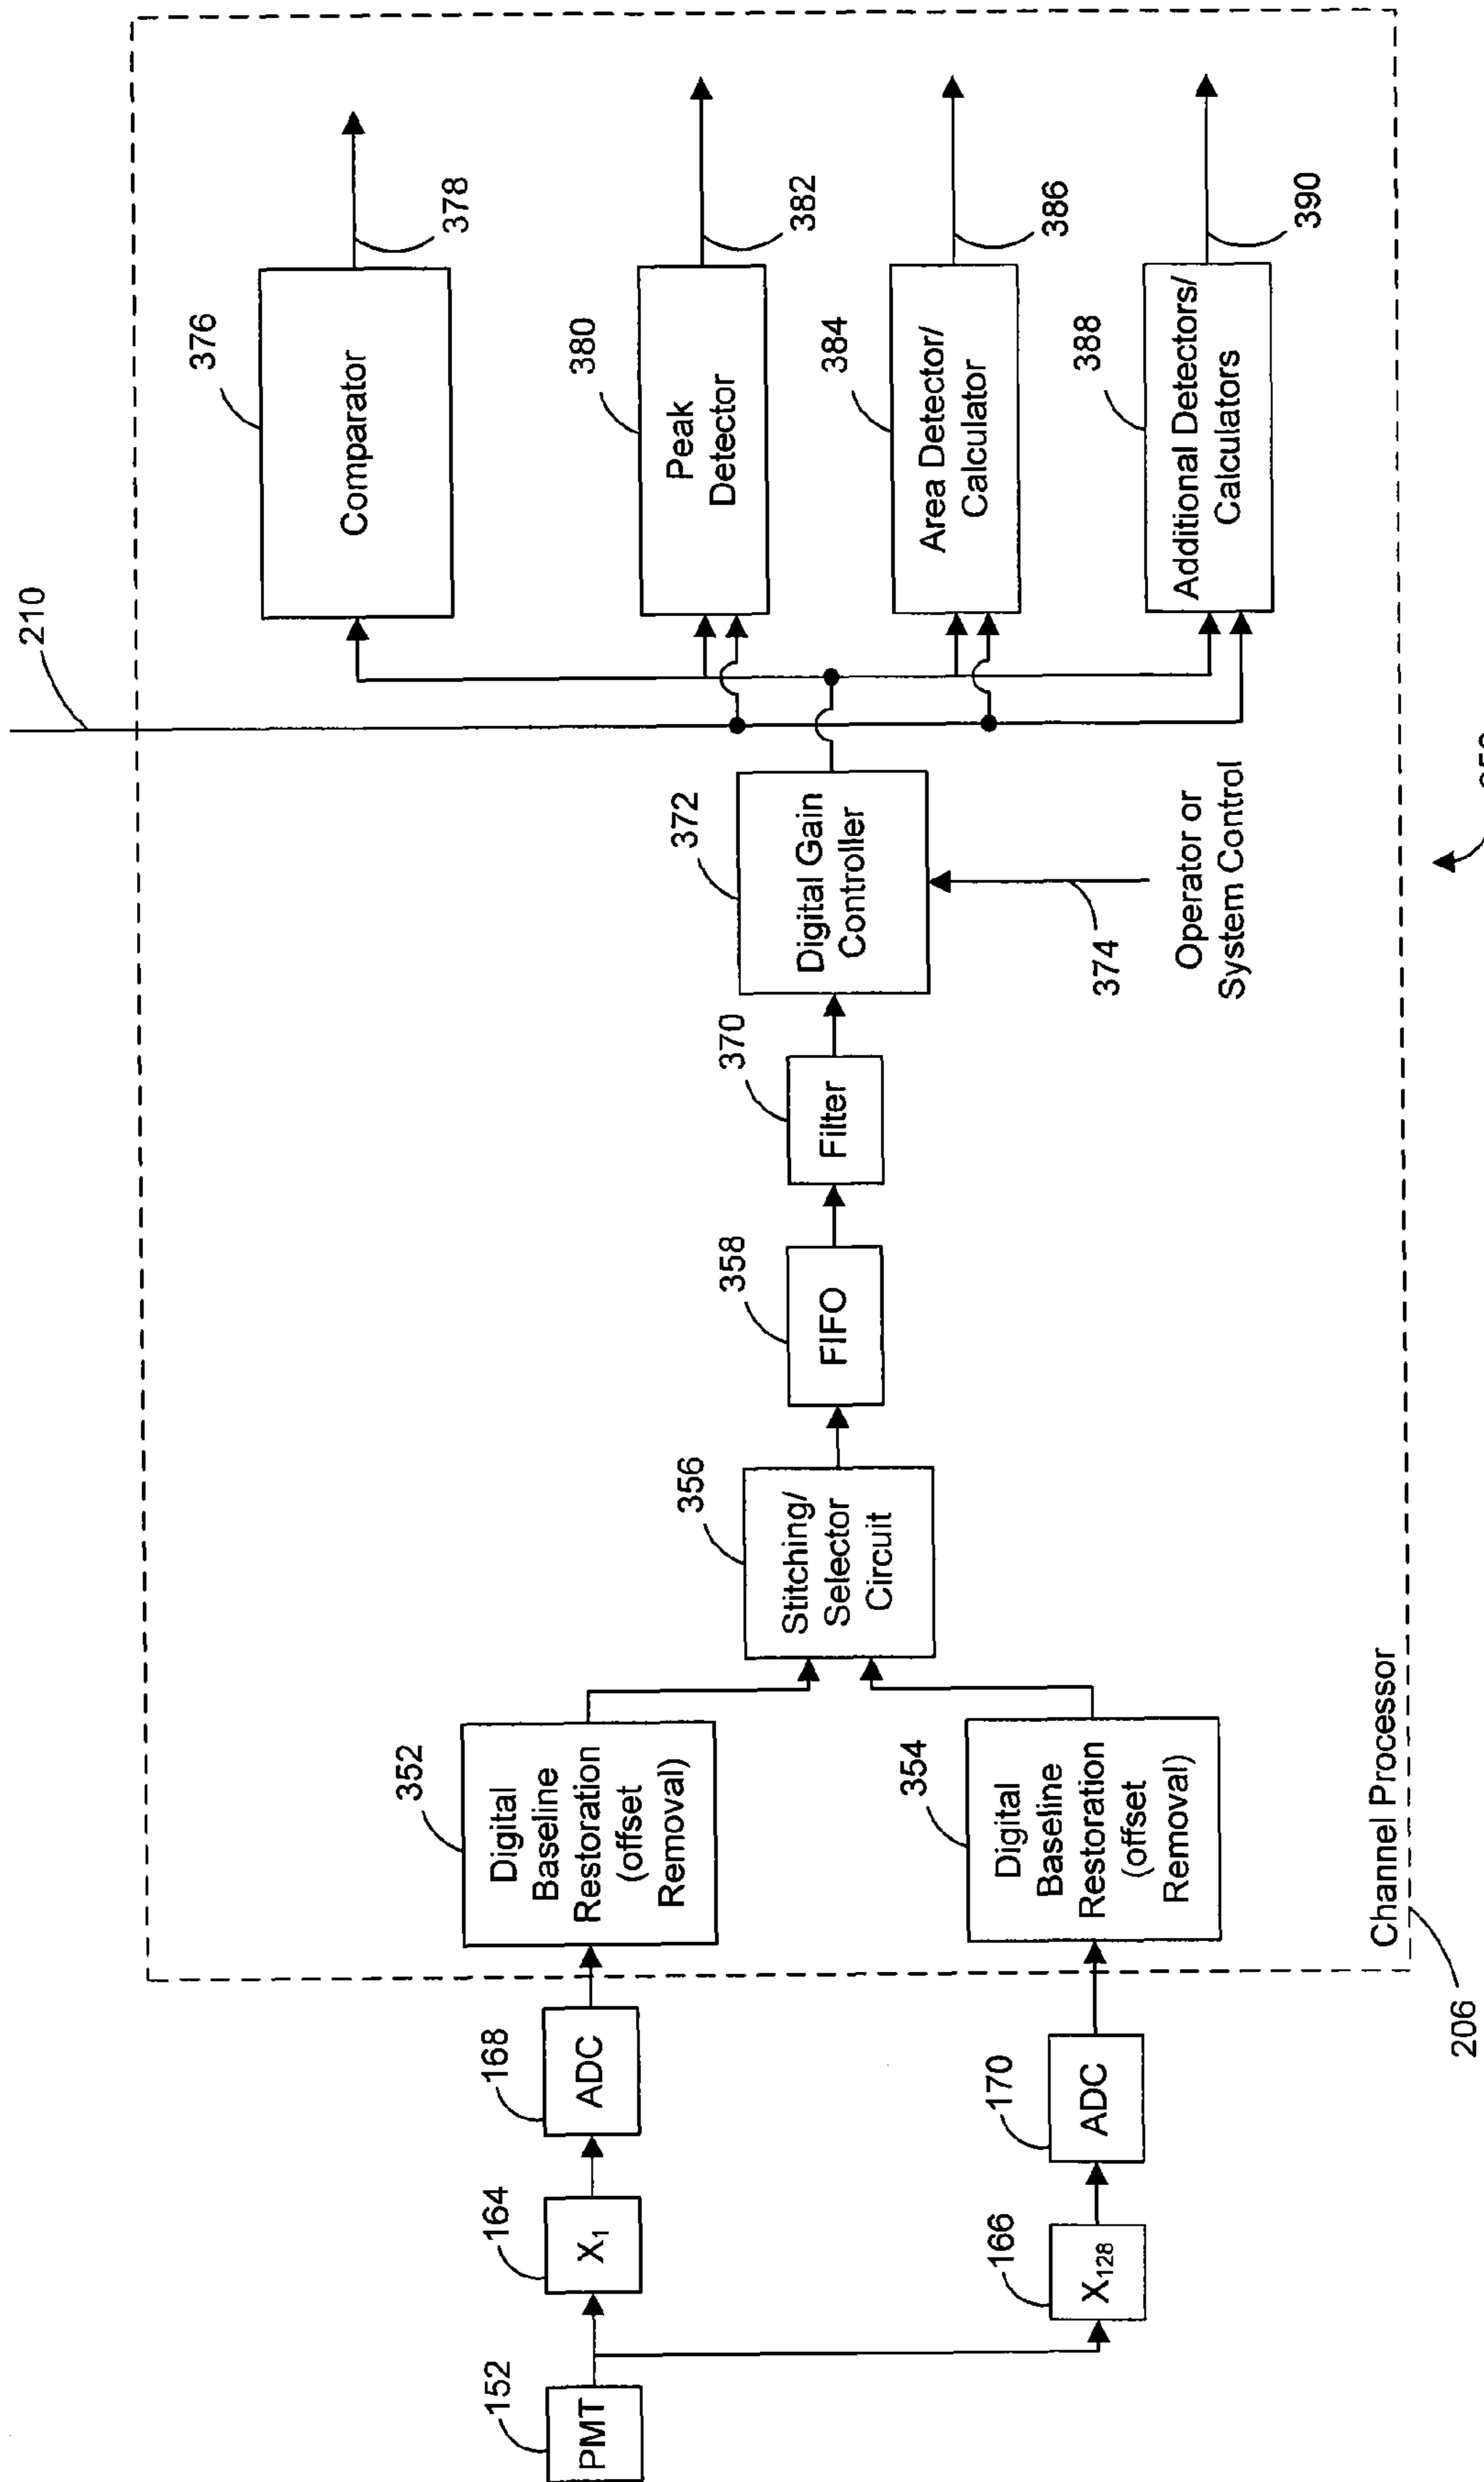 210
376
Comparator
378
380
Peak
Detector
382
384
Area Detector/
Calculator
386
388
Additional Detectors/
Calculators
390
372
Digital Gain
Controller
374
Operator or
System Control
370
Filter
358
FIFO
356
Stitching/
Selector
Circuit
352
Digital
Baseline
Restoration
(offset
Removal)
354
Digital
Baseline
Restoration
(offset
Removal)
Channel Processor
206
168
ADC
170
ADC
164
X1
166
X128
152
PMT